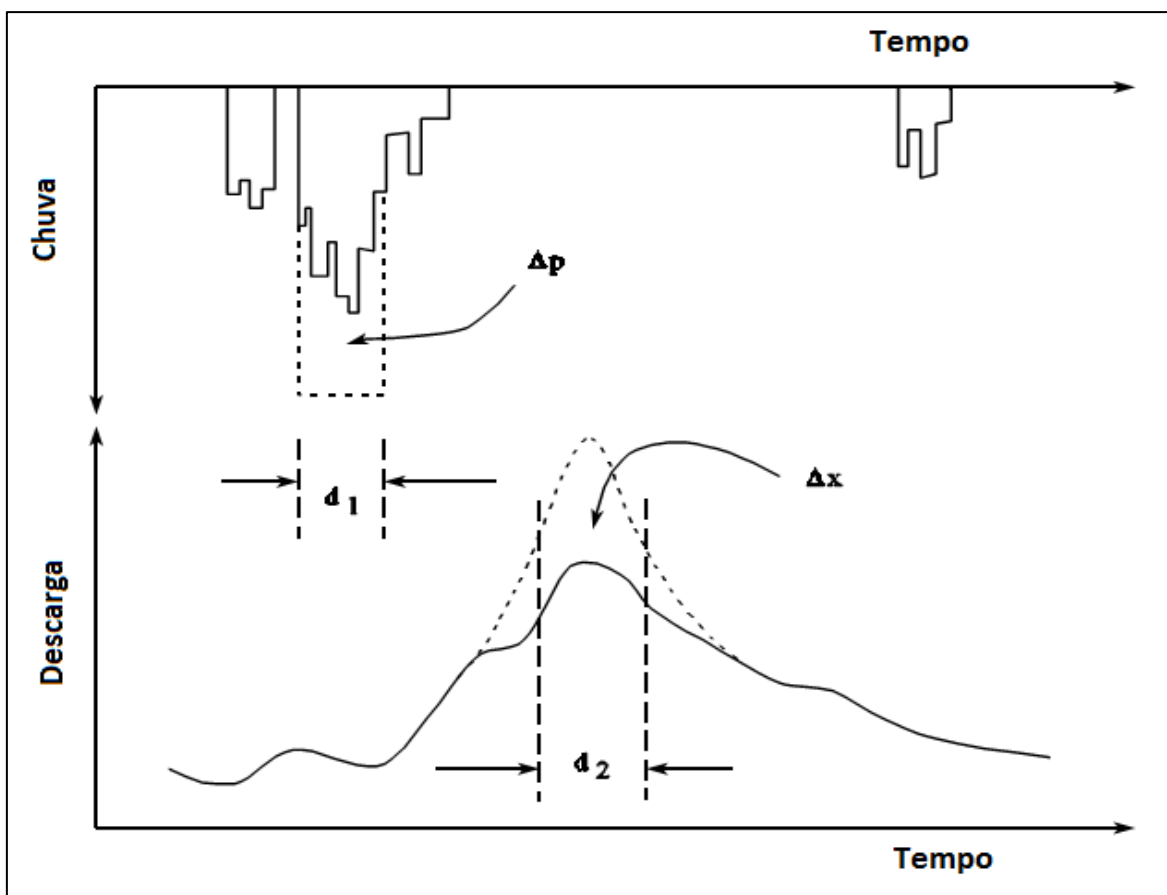 Tempo
Chuva
Δp
d 1
Δx
Descarga
d 2
Tempo